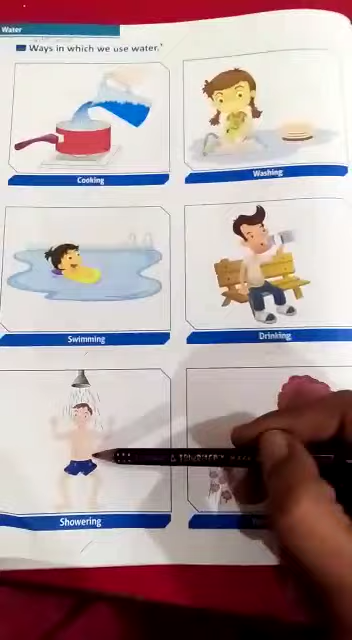 Water
Ways in which we use water.
Cooking
Washing
Swimming
Drinking
Showering